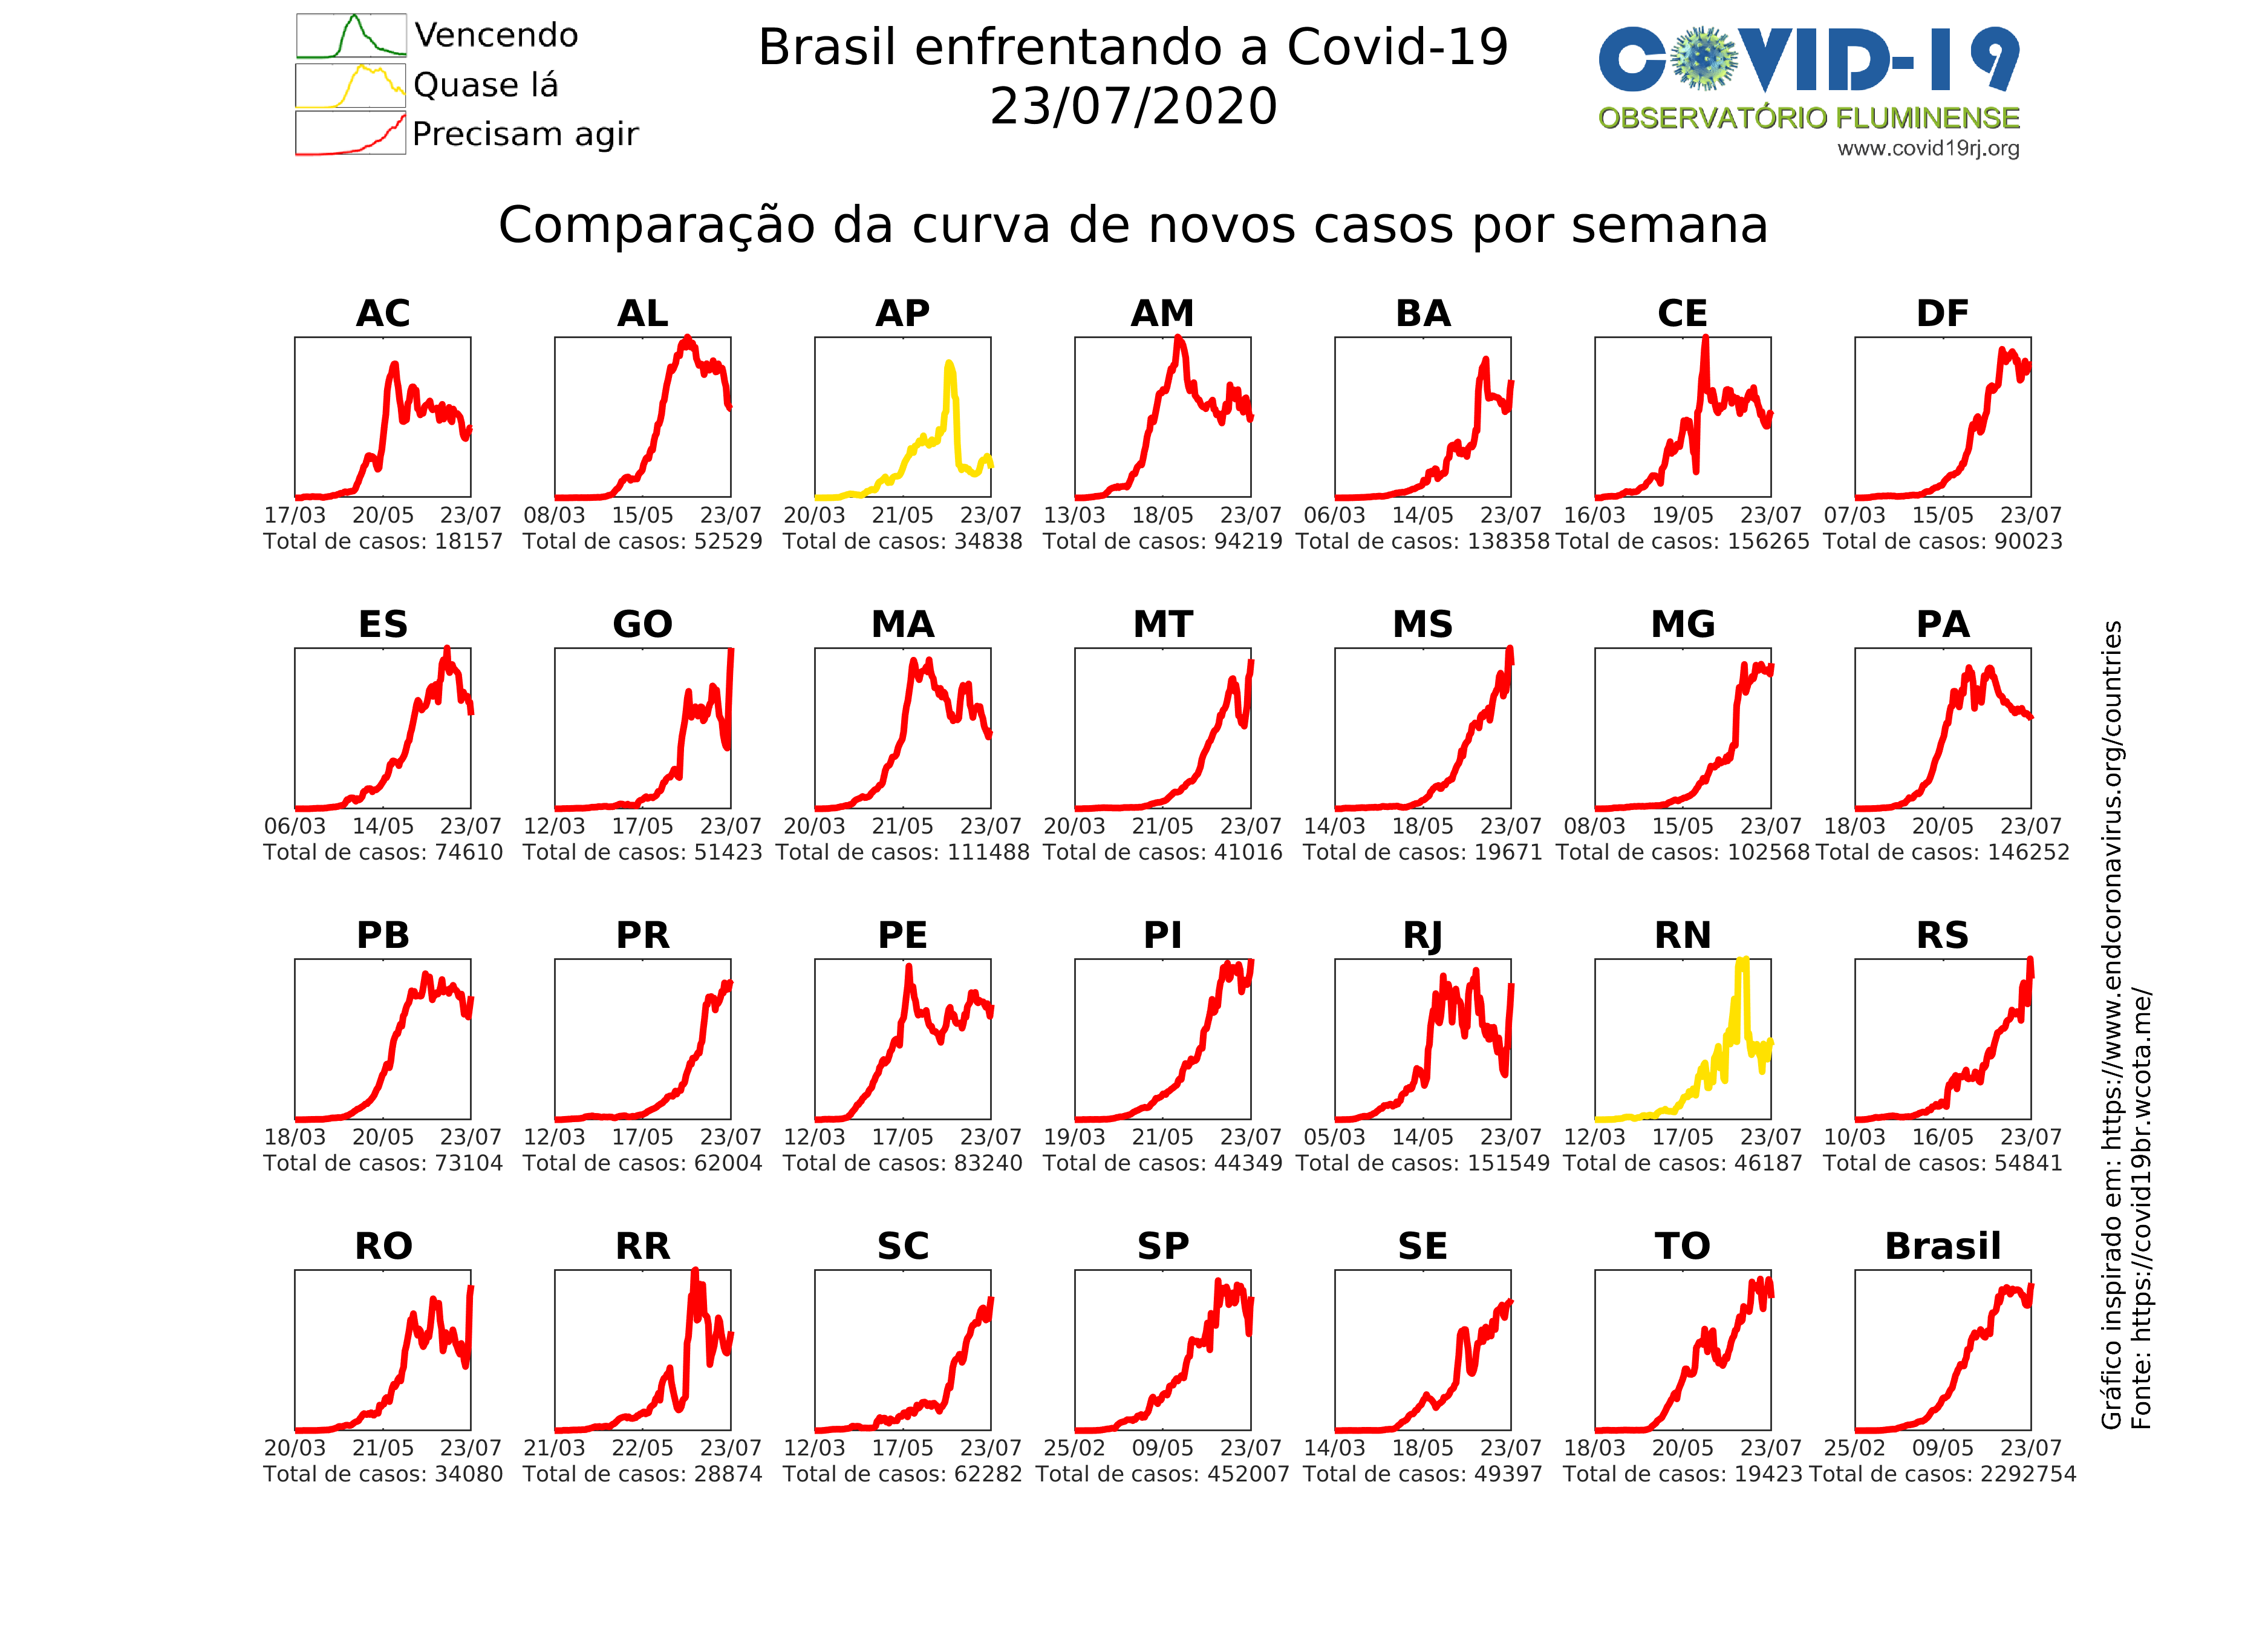 Vencendo
Quase lá
Precisam agir
Brasil enfrentando a Covid-19
23/07/2020
COVID-19
OBSERVATÓRIO FLUMINENSE
www.covid19rj.org
Comparação da curva de novos casos por semana
AC
17/03 20/05 23/07
Total de casos: 18157
AL
08/03 15/05 23/07
Total de casos: 52529
AP
20/03 21/05 23/07
Total de casos: 34838
AM
13/03 18/05 23/07
Total de casos: 94219
BA
06/03 14/05 23/07
Total de casos: 138358
CE
16/03 19/05 23/07
Total de casos: 156265
DF
07/03 15/05 23/07
Total de casos: 90023
ES
06/03 14/05 23/07
Total de casos: 74610
GO
12/03 17/05 23/07
Total de casos: 51423
MA
20/03 21/05 23/07
Total de casos: 111488
MT
20/03 21/05 23/07
Total de casos: 41016
MS
14/03 18/05 23/07
Total de casos: 19671
MG
08/03 15/05 23/07
Total de casos: 102568
PA
18/03 20/05 23/07
Total de casos: 146252
PB
18/03 20/05 23/07
Total de casos: 73104
PR
12/03 17/05 23/07
Total de casos: 62004
PE
12/03 17/05 23/07
Total de casos: 83240
PI
19/03 21/05 23/07
Total de casos: 44349
RJ
05/03 14/05 23/07
Total de casos: 151549
RN
12/03 17/05 23/07
Total de casos: 46187
RS
10/03 16/05 23/07
Total de casos: 54841
RO
20/03 21/05 23/07
Total de casos: 34080
RR
21/03 22/05 23/07
Total de casos: 28874
SC
12/03 17/05 23/07
Total de casos: 62282
SP
25/02 09/05 23/07
Total de casos: 452007
SE
14/03 18/05 23/07
Total de casos: 49397
TO
18/03 20/05 23/07
Total de casos: 19423
Brasil
25/02 09/05 23/07
Total de casos: 2292754
Gráfico inspirado em: https://www.endcoronavirus.org/countries
Fonte: https://covid19br.wcota.me/